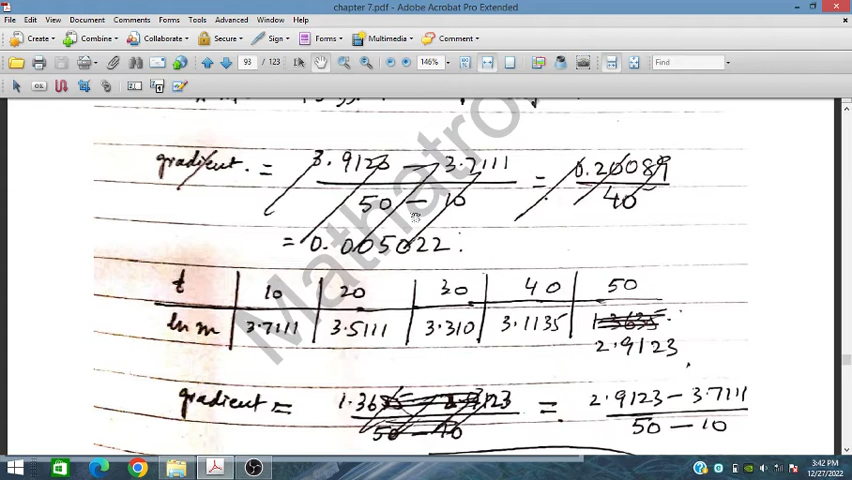 chapter 7.pdf - Adobe Acrobat Pro Extended
File Edit View Document Comments Forms Tools Advanced Window Help
Create Combine Collaborate Secure Sign Forms Multimedia Comment
93 / 123 146% Find
gradient. = 3.9123 — 3.7111 = 0.20089
50 — 10 40
= 0.005022.
t 10 20 30 40 50
ln m 3.7111 3.5111 3.310 3.1135
2.9123
gradient = = 2.9123 — 3.7111
50 — 10 50 — 10
Mathatro
3:42 PM
12/27/2022